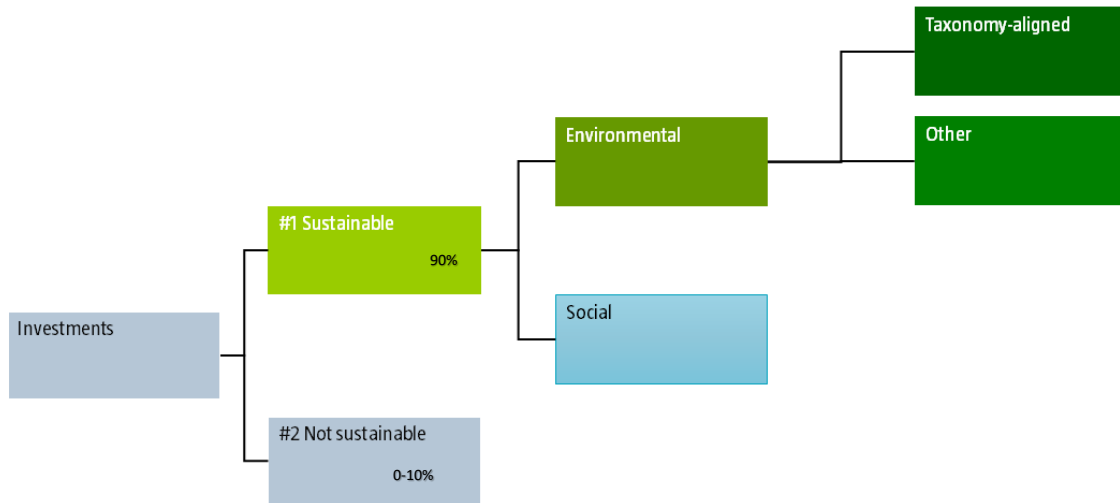 Taxonomy-aligned
Environmental
Other
#1 Sustainable
90%
Social
Investments
#2 Not sustainable
0-10%